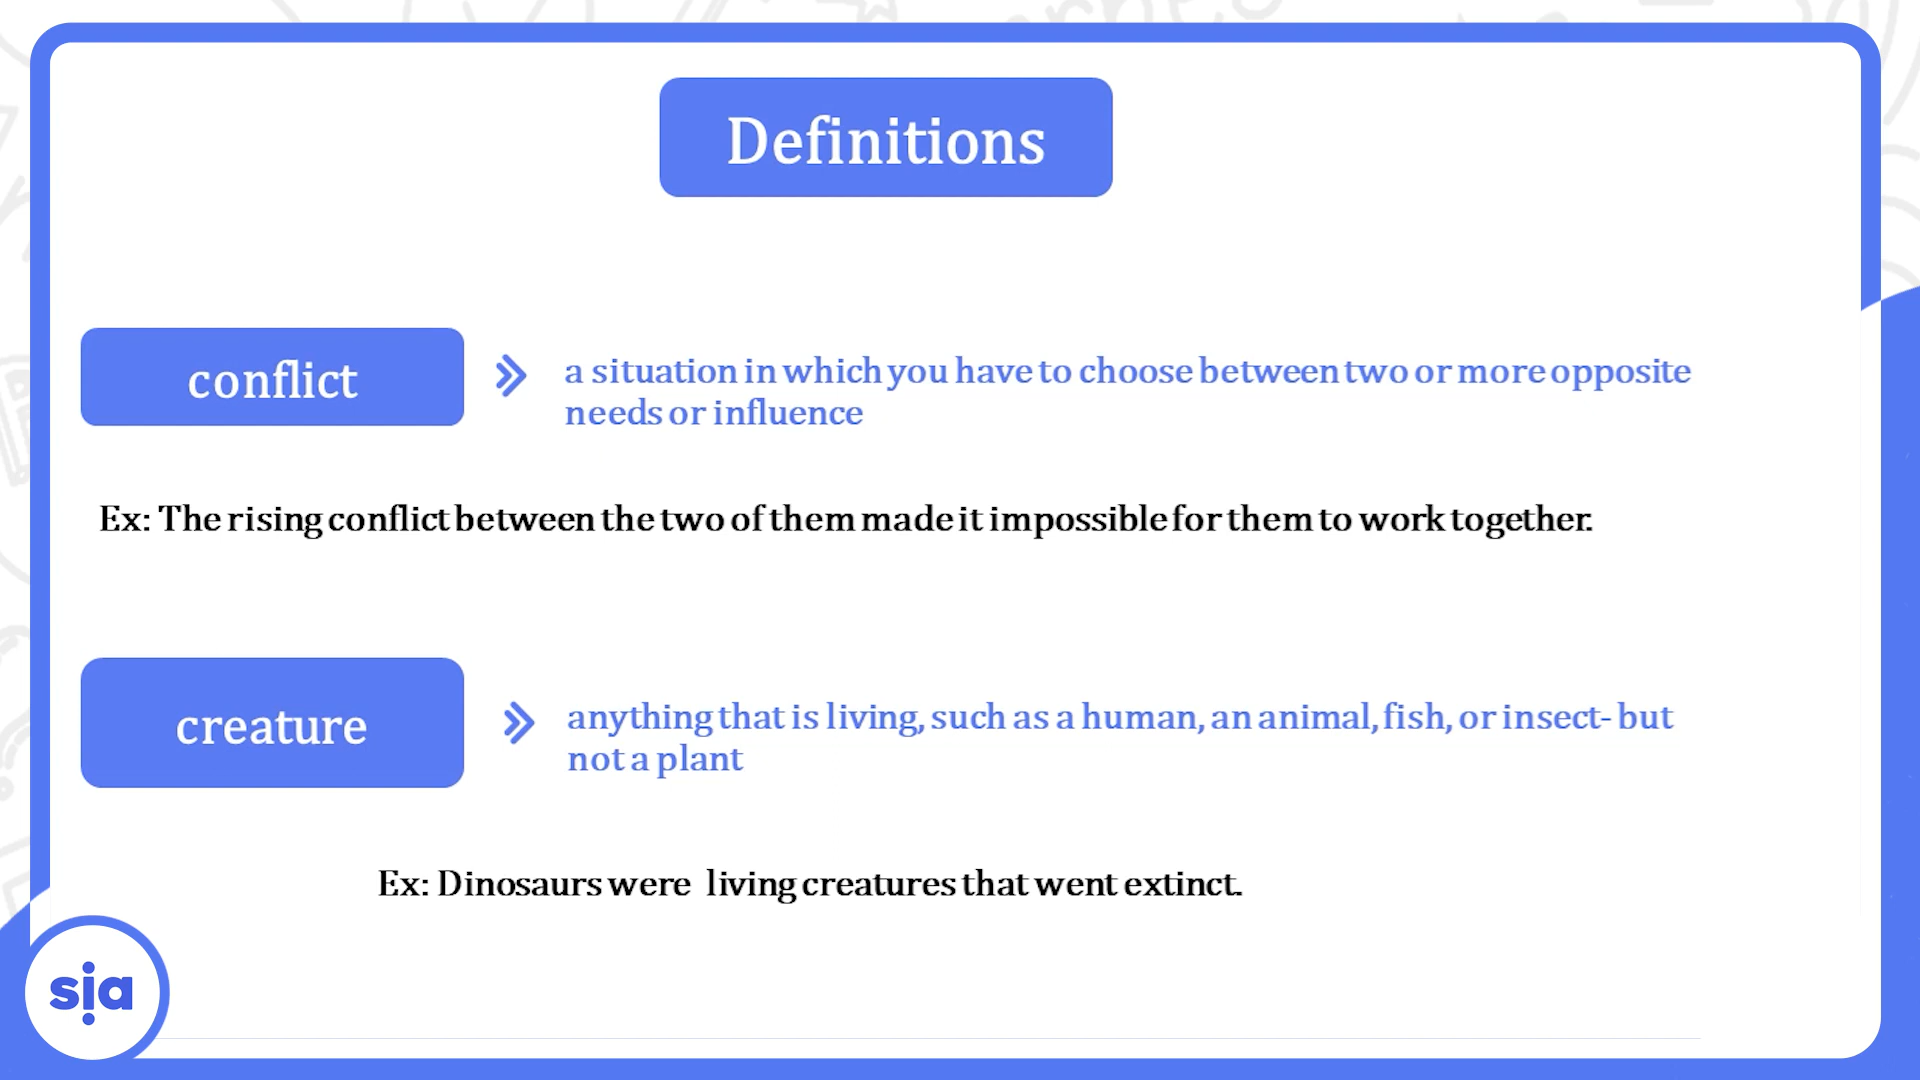 Definitions
conflict
a situation in which you have to choose between two or more opposite
needs or influence
Ex: The rising conflict between the two of them made it impossible for them to work together.
creature
anything that is living, such as a human, an animal, fish, or insect- but
not a plant
Ex: Dinosaurs were living creatures that went extinct.
sia